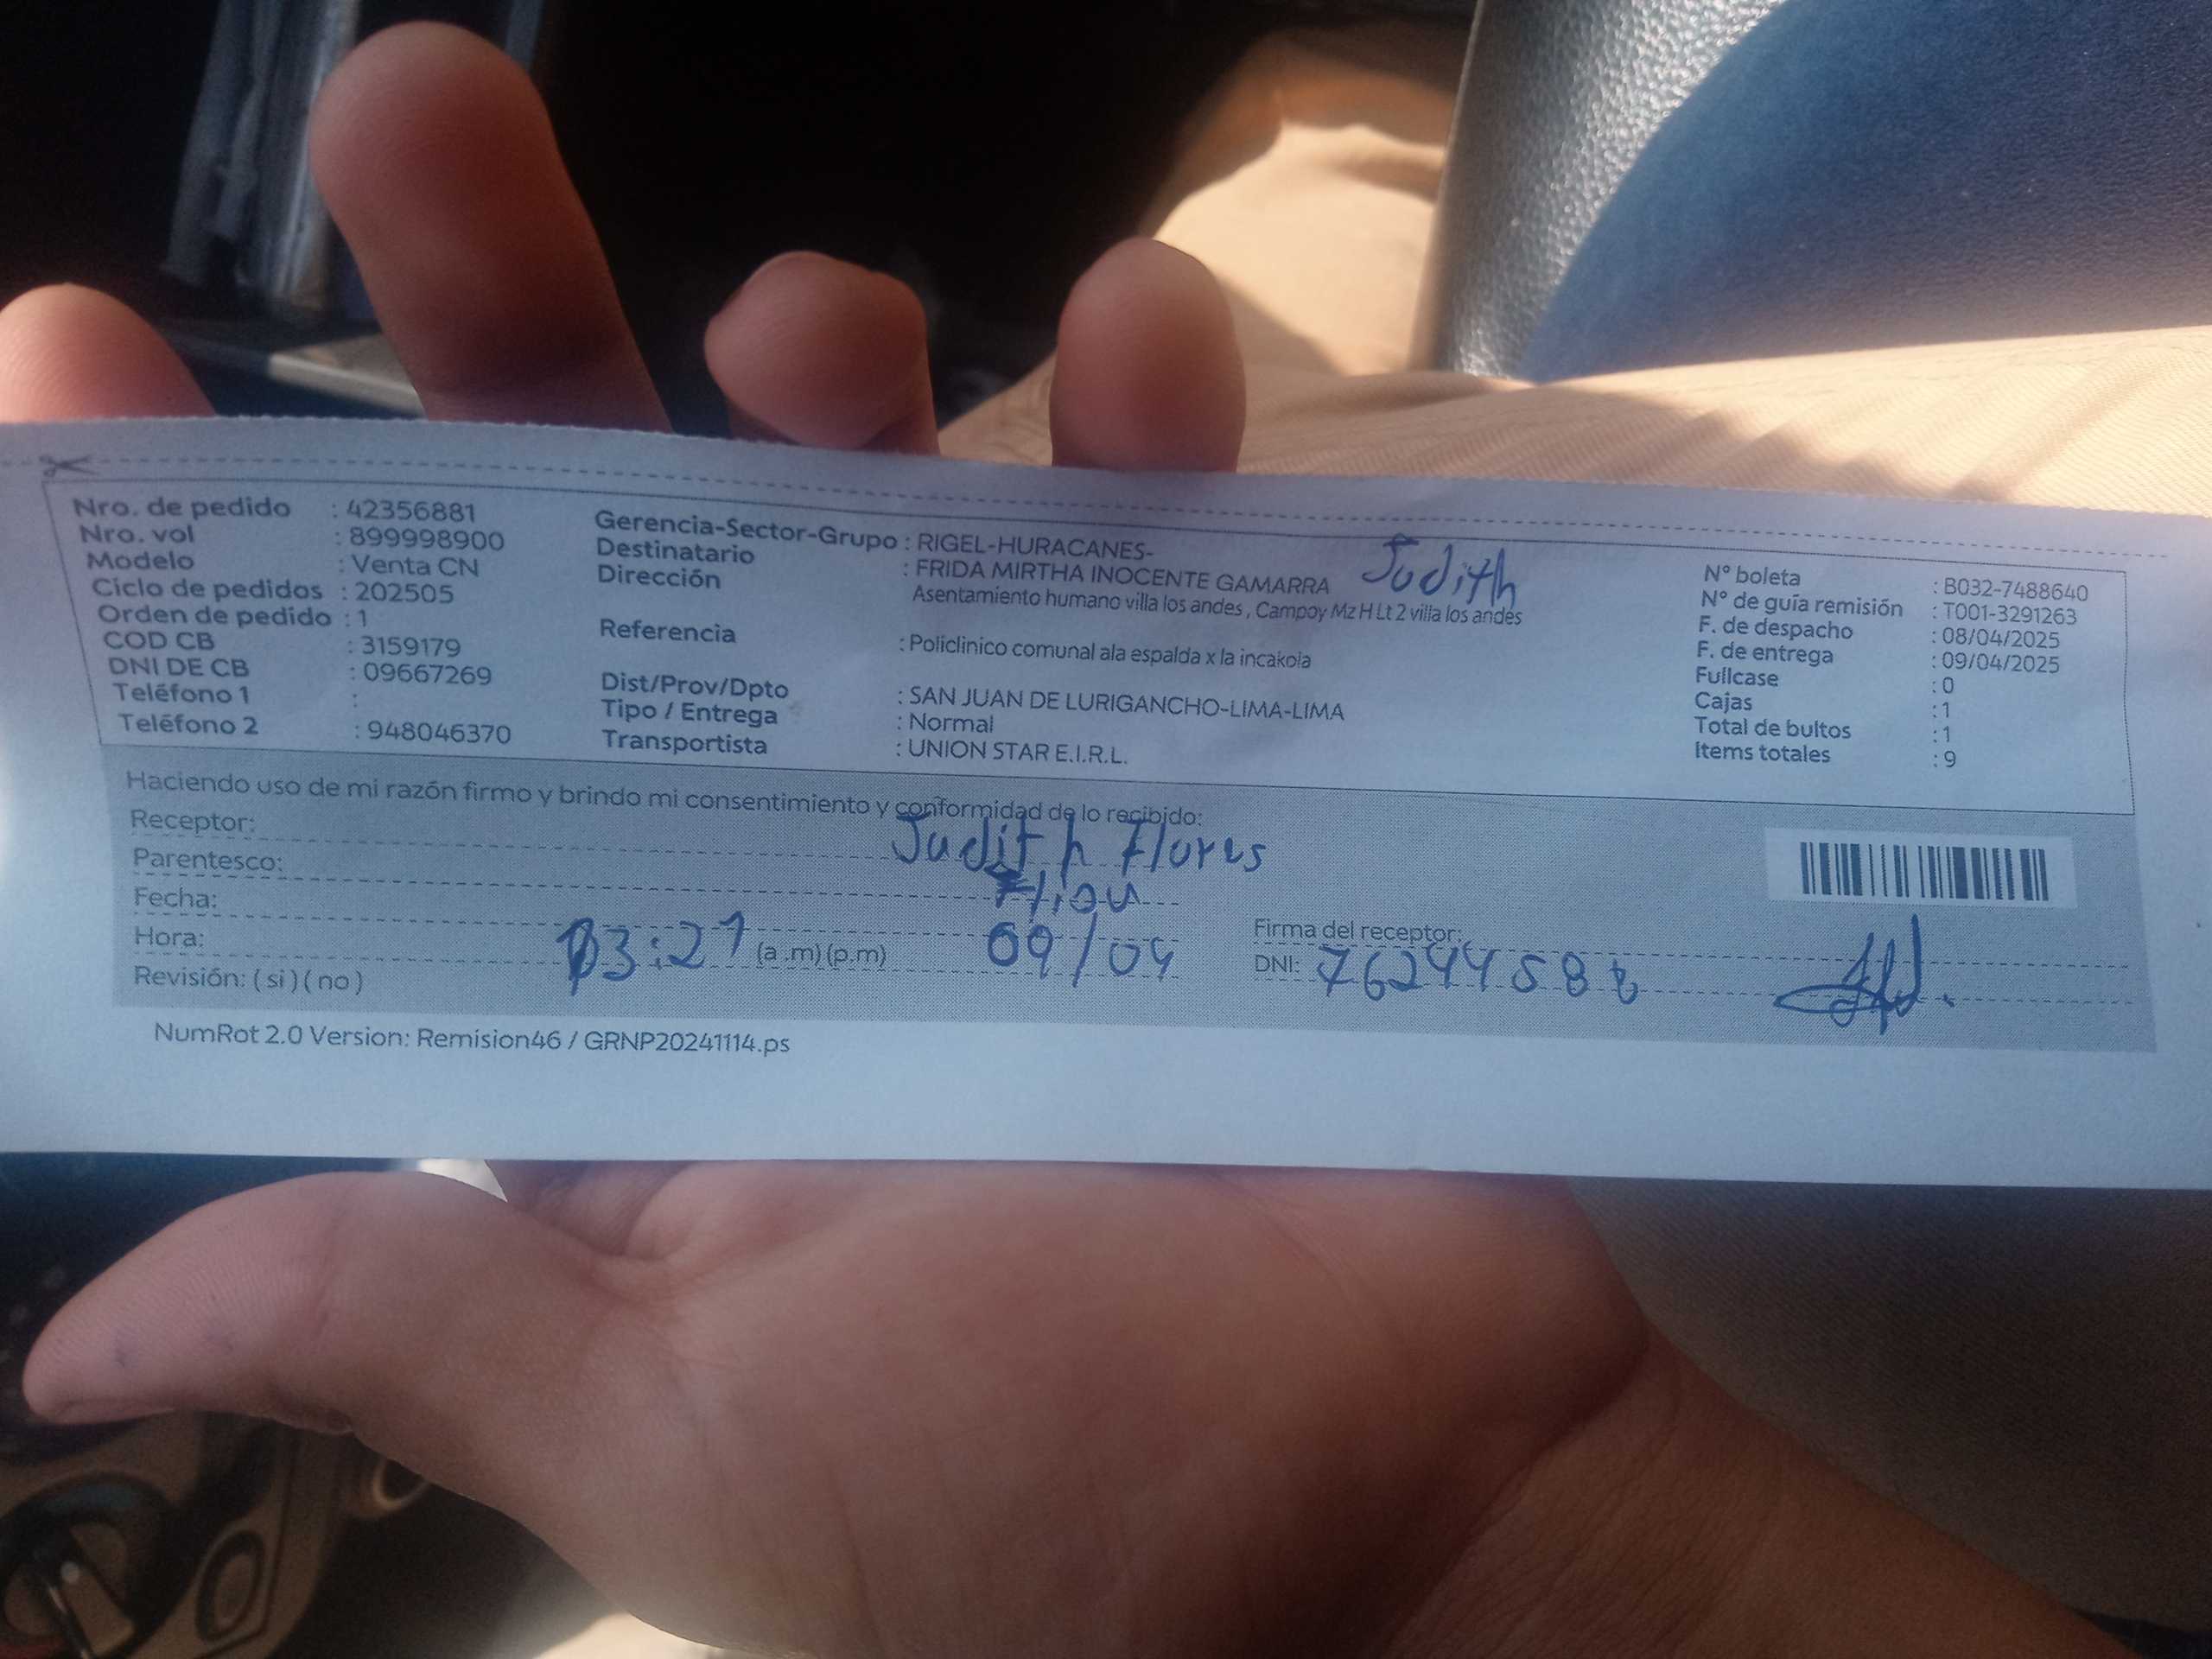 Nro. de pedido : 42356881
Nro. vol : 899998900
Modelo : Venta CN
Ciclo de pedidos : 202505
Orden de pedido : 1
COD CB : 3159179
DNI DE CB : 09667269
Teléfono 1 :
Teléfono 2 : 948046370
Gerencia-Sector-Grupo : RIGEL-HURACANES-
Destinatario : FRIDA MIRTHA INOCENTE GAMARRA Judith
Dirección Asentamiento humano villa los andes , Campoy Mz H Lt 2 villa los andes
Referencia : Policlinico comunal ala espalda x la incakola
Dist/Prov/Dpto : SAN JUAN DE LURIGANCHO-LIMA-LIMA
Tipo / Entrega : Normal
Transportista : UNION STAR E.I.R.L.
N° boleta : B032-7488640
N° de guía remisión : T001-3291263
F. de despacho : 08/04/2025
F. de entrega : 09/04/2025
Fullcase : 0
Cajas : 1
Total de bultos : 1
Items totales : 9
Haciendo uso de mi razón firmo y brindo mi consentimiento y conformidad de lo recibido:
Receptor: Judith Flores
Parentesco:
Fecha: 09/04
Hora: 13:27 (a .m) (p.m)
Revisión: ( si ) ( no )
Firma del receptor:
DNI: 76244588
NumRot 2.0 Version: Remision46 / GRNP20241114.ps